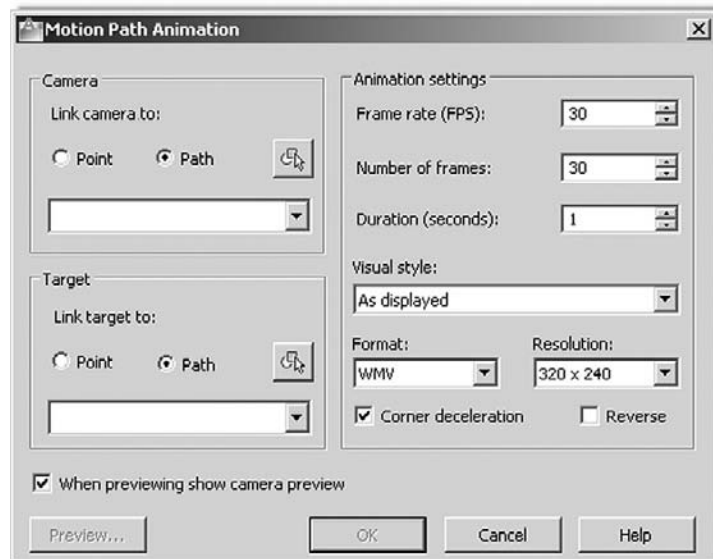 Motion Path Animation
Camera
Link camera to:
Point
Path
Target
Link target to:
Point
Path
Animation settings
Frame rate (FPS):
30
Number of frames:
30
Duration (seconds):
1
Visual style:
As displayed
Format:
Resolution:
WMV
320 x 240
Corner deceleration
Reverse
When previewing show camera preview
Preview...
OK
Cancel
Help